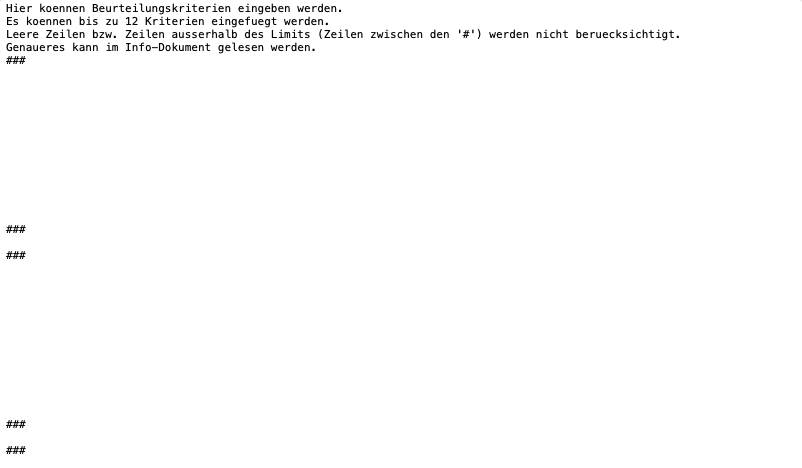 Hier koennen Beurteilungskriterien eingeben werden.
Es koennen bis zu 12 Kriterien eingefuegt werden.
Leere Zeilen bzw. Zeilen ausserhalb des Limits (Zeilen zwischen den '#') werden nicht beruecksichtigt.
Genaueres kann im Info-Dokument gelesen werden.
###
###
###
###
###